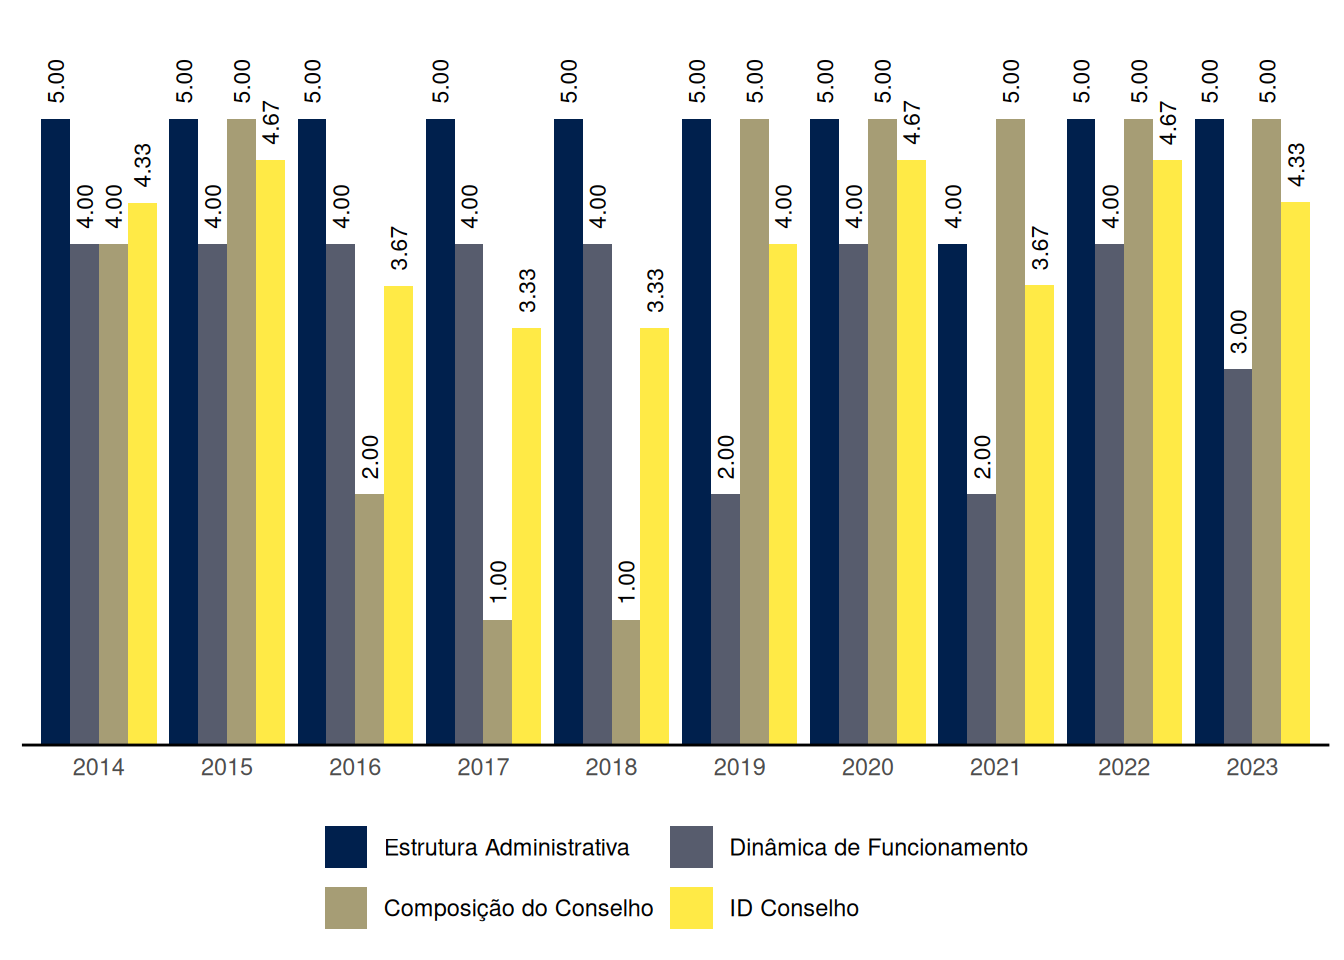 5.00 4.00 4.00 4.33 5.00 4.00 5.00 4.67 5.00 4.00 2.00 3.67 5.00 4.00 1.00 3.33 5.00 4.00 1.00 3.33 5.00 2.00 5.00 4.00 5.00 4.00 5.00 4.67 4.00 2.00 5.00 3.67 5.00 4.00 5.00 4.67 5.00 3.00 5.00 4.33
2014 2015 2016 2017 2018 2019 2020 2021 2022 2023
Estrutura Administrativa Dinâmica de Funcionamento
Composição do Conselho ID Conselho